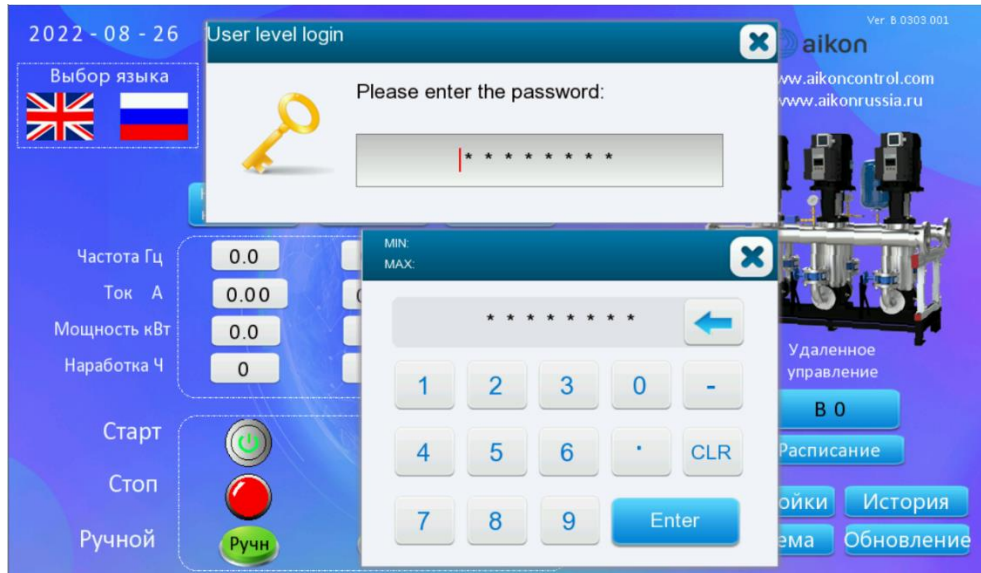 2022 - 08 - 26
User level login
Ver. B.0303.001
aikon
Выбор языка
Please enter the password:
.aikoncontrol.com
www.aikonrussia.ru
* * * * * * * *
Частота Гц
0.0
MIN:
MAX:
Ток А
0.00
* * * * * * * *
Мощность кВт
0.0
Наработка Ч
0
Удаленное
управление
1 2 3 0 -
В 0
Старт
4 5 6 . CLR
Расписание
Стоп
7 8 9 Enter
История
Ручной
Ручн
Обновление